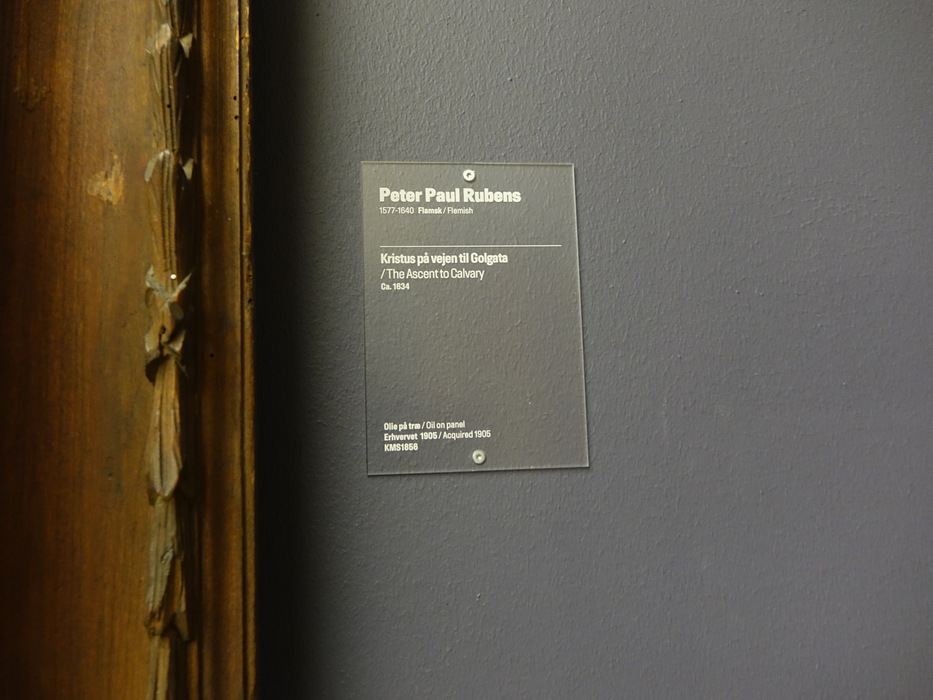 Peter Paul Rubens
1577-1640 Flamsk / Flemish
Kristus på vejen til Golgata
/ The Ascent to Calvary
Ca. 1634
Olie på træ / Oil on panel
Erhvervet 1905 / Acquired 1905
KMS1856